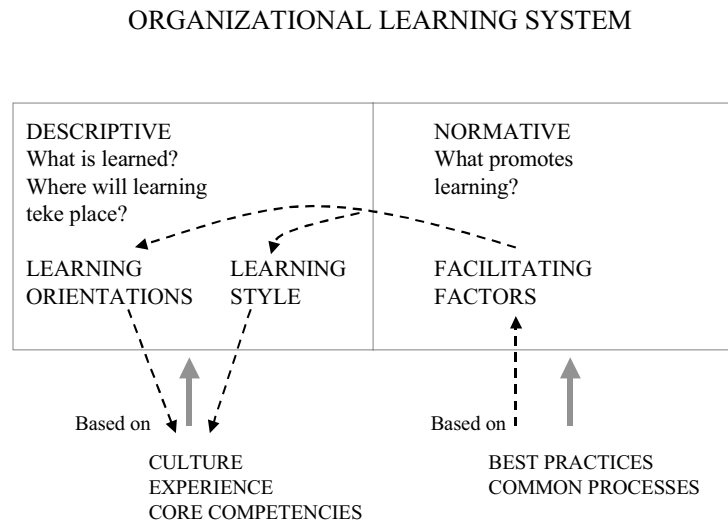 ORGANIZATIONAL LEARNING SYSTEM
DESCRIPTIVE
What is learned?
Where will learning
teke place?
NORMATIVE
What promotes
learning?
LEARNING
ORIENTATIONS
LEARNING
STYLE
FACILITATING
FACTORS
Based on
Based on
CULTURE
EXPERIENCE
CORE COMPETENCIES
BEST PRACTICES
COMMON PROCESSES